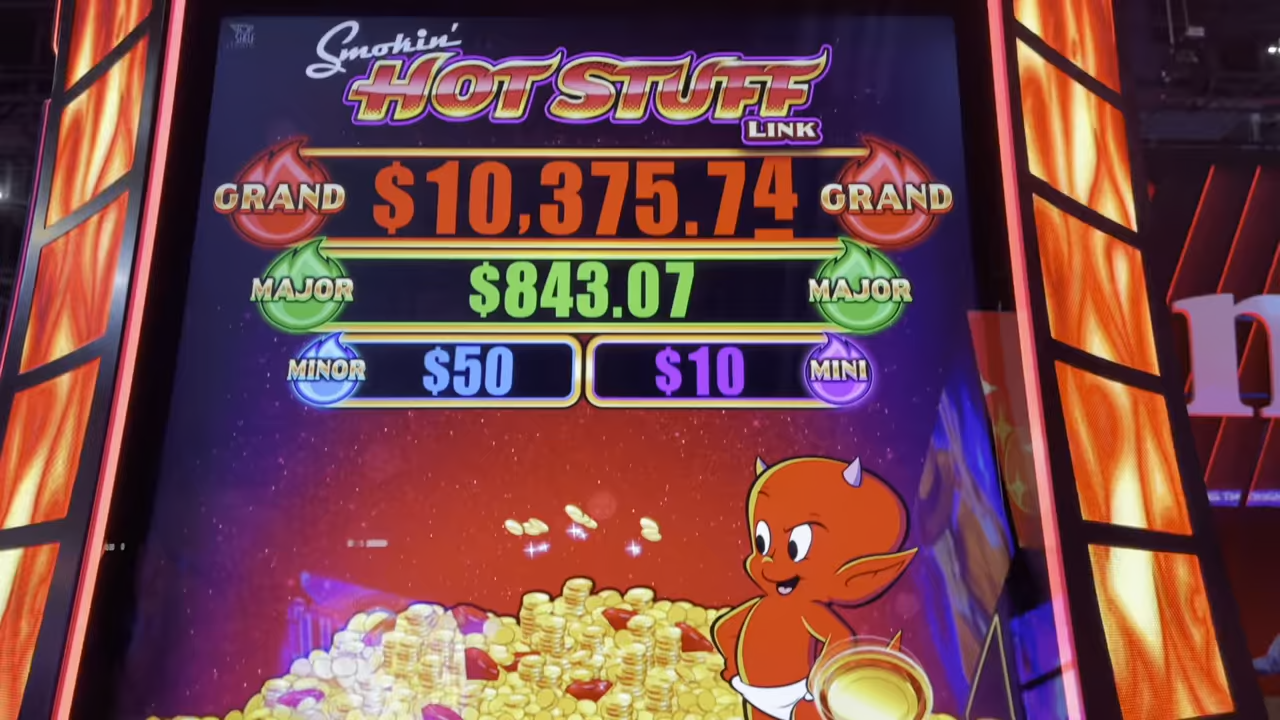 Smokin'
HOT STUFF
LINK
GRAND $10,375.74 GRAND
MAJOR $843.07 MAJOR
MINOR $50 $10 MINI